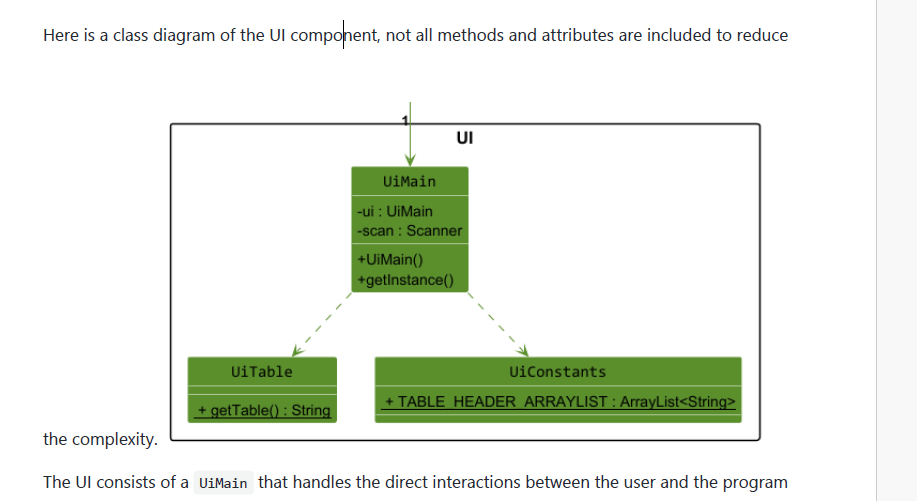 Here is a class diagram of the UI component, not all methods and attributes are included to reduce
1
UI
UiMain
-ui : UiMain
-scan : Scanner
+UiMain()
+getInstance()
UiTable
+ getTable() : String
UiConstants
+ TABLE_HEADER_ARRAYLIST : ArrayList<String>
the complexity.
The UI consists of a UiMain that handles the direct interactions between the user and the program